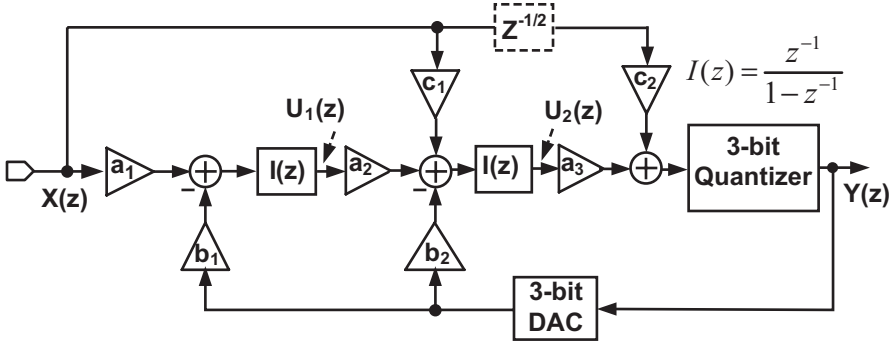 Z⁻¹/²
c₁
c₂
I(z) = z⁻¹ / 1 − z⁻¹
U₁(z)
U₂(z)
X(z)
a₁
−
I(z)
a₂
−
I(z)
a₃
3-bit
Quantizer
Y(z)
b₁
b₂
3-bit
DAC